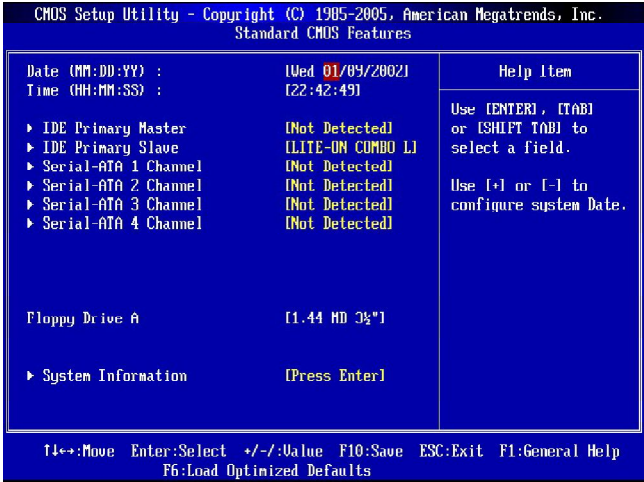 CMOS Setup Utility - Copyright (C) 1985-2005, American Megatrends, Inc.
Standard CMOS Features
Date (MM:DD:YY) : [Wed 01/09/2002]
Time (HH:MM:SS) : [22:42:49]
▶ IDE Primary Master [Not Detected]
▶ IDE Primary Slave [LITE-ON COMBO L]
▶ Serial-ATA 1 Channel [Not Detected]
▶ Serial-ATA 2 Channel [Not Detected]
▶ Serial-ATA 3 Channel [Not Detected]
▶ Serial-ATA 4 Channel [Not Detected]
Floppy Drive A [1.44 MB 3½"]
▶ System Information [Press Enter]
Help Item
Use [ENTER], [TAB]
or [SHIFT TAB] to
select a field.
Use [+] or [-] to
configure system Date.
↑↓←→:Move Enter:Select +/-/:Value F10:Save ESC:Exit F1:General Help
F6:Load Optimized Defaults